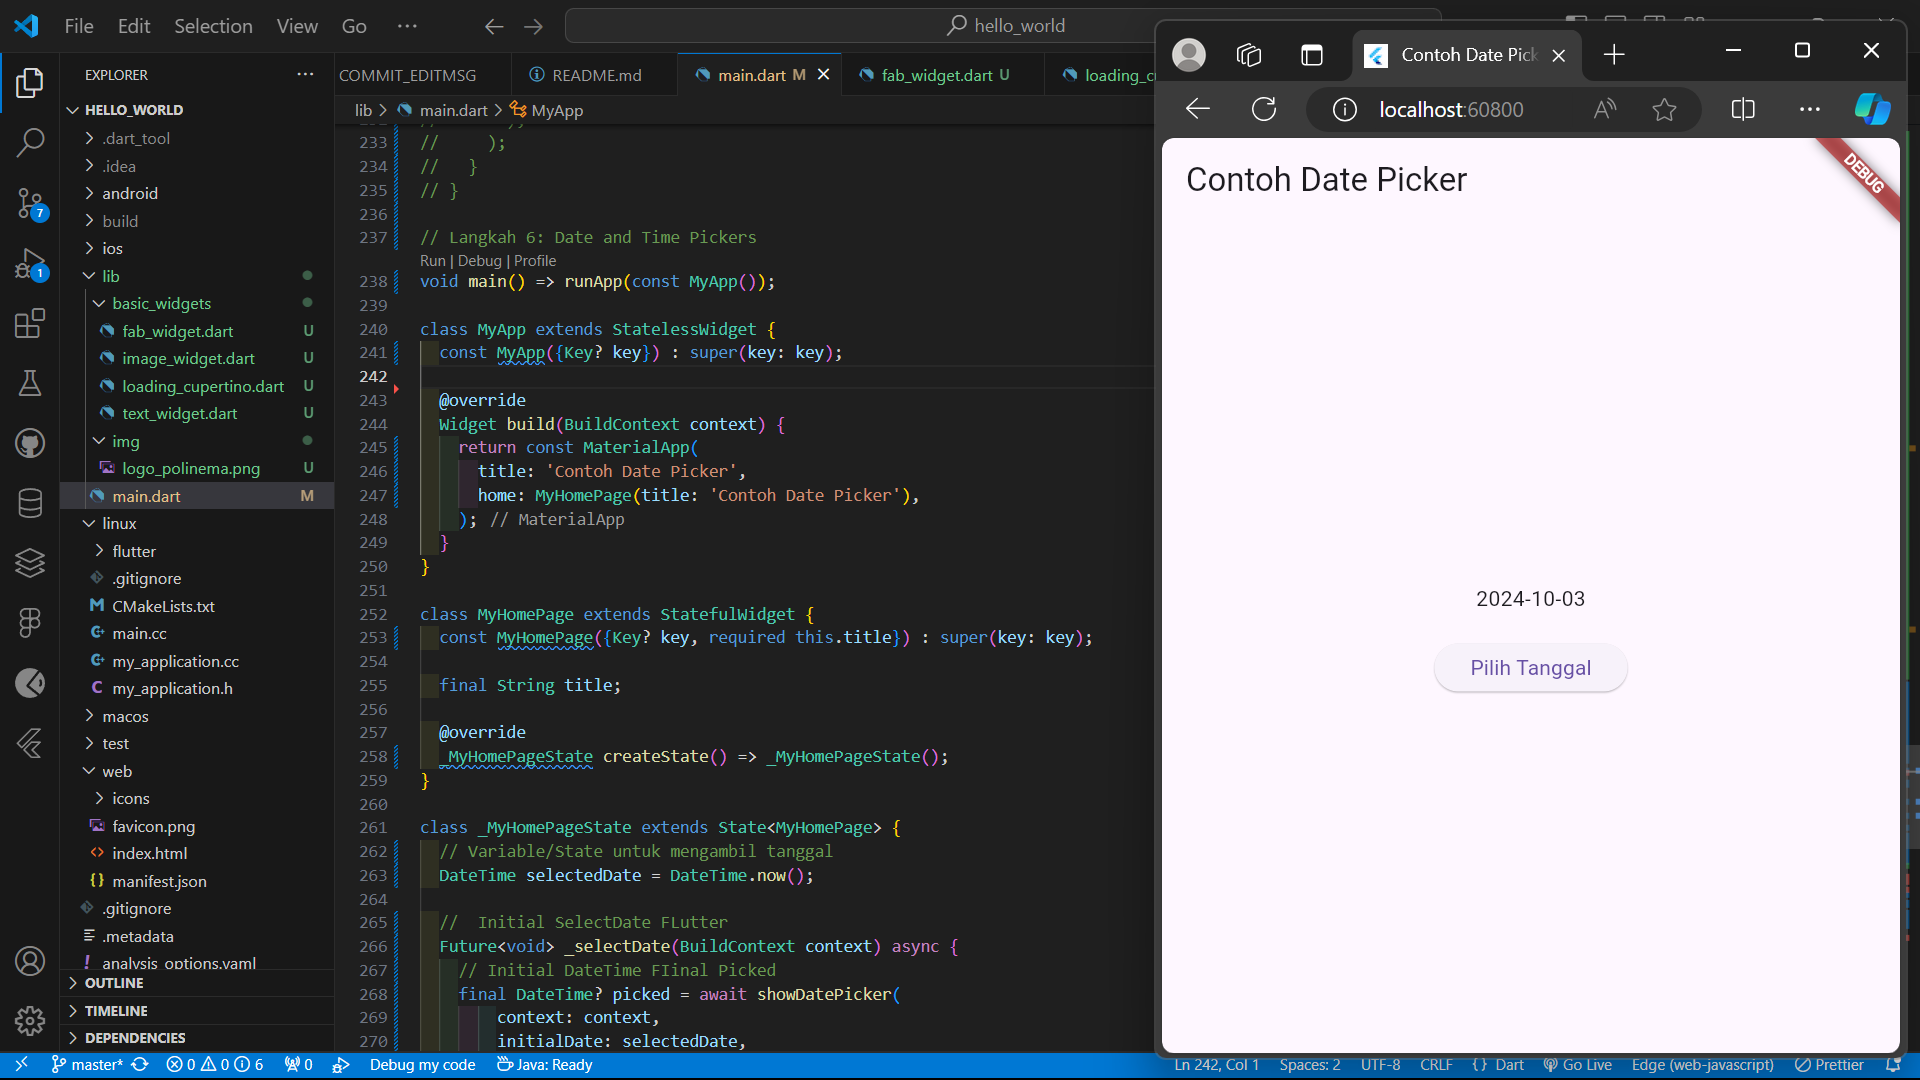 File Edit Selection View Go
hello_world
EXPLORER
HELLO_WORLD
.dart_tool
.idea
android
build
ios
lib
basic_widgets
fab_widget.dart U
image_widget.dart U
loading_cupertino.dart U
text_widget.dart U
img
logo_polinema.png U
main.dart M
linux
flutter
.gitignore
CMakeLists.txt
main.cc
my_application.cc
my_application.h
macos
test
web
icons
favicon.png
index.html
manifest.json
.gitignore
.metadata
analysis_options.yaml
OUTLINE
TIMELINE
DEPENDENCIES
7
1
COMMIT_EDITMSG README.md main.dart M fab_widget.dart U
lib > main.dart > MyApp
233 // );
234 // }
235 // }
236
237 // Langkah 6: Date and Time Pickers
Run | Debug | Profile
238 void main() => runApp(const MyApp());
239
240 class MyApp extends StatelessWidget {
241 const MyApp({Key? key}) : super(key: key);
242
243 @override
244 Widget build(BuildContext context) {
245 return const MaterialApp(
246 title: 'Contoh Date Picker',
247 home: MyHomePage(title: 'Contoh Date Picker'),
248 ); // MaterialApp
249 }
250 }
251
252 class MyHomePage extends StatefulWidget {
253 const MyHomePage({Key? key, required this.title}) : super(key: key);
254
255 final String title;
256
257 @override
258 _MyHomePageState createState() => _MyHomePageState();
259 }
260
261 class _MyHomePageState extends State<MyHomePage> {
262 // Variable/State untuk mengambil tanggal
263 DateTime selectedDate = DateTime.now();
264
265 //  Initial SelectDate FLutter
266 Future<void> _selectDate(BuildContext context) async {
267 // Initial DateTime FIinal Picked
268 final DateTime? picked = await showDatePicker(
269 context: context,
270 initialDate: selectedDate,
Contoh Date Pick
localhost:60800
Contoh Date Picker
DEBUG
2024-10-03
Pilih Tanggal
master* 0 0 6 0 Debug my code Java: Ready Ln 242, Col 1 Spaces: 2 UTF-8 CRLF {} Dart Go Live Edge (web-javascript) Prettier